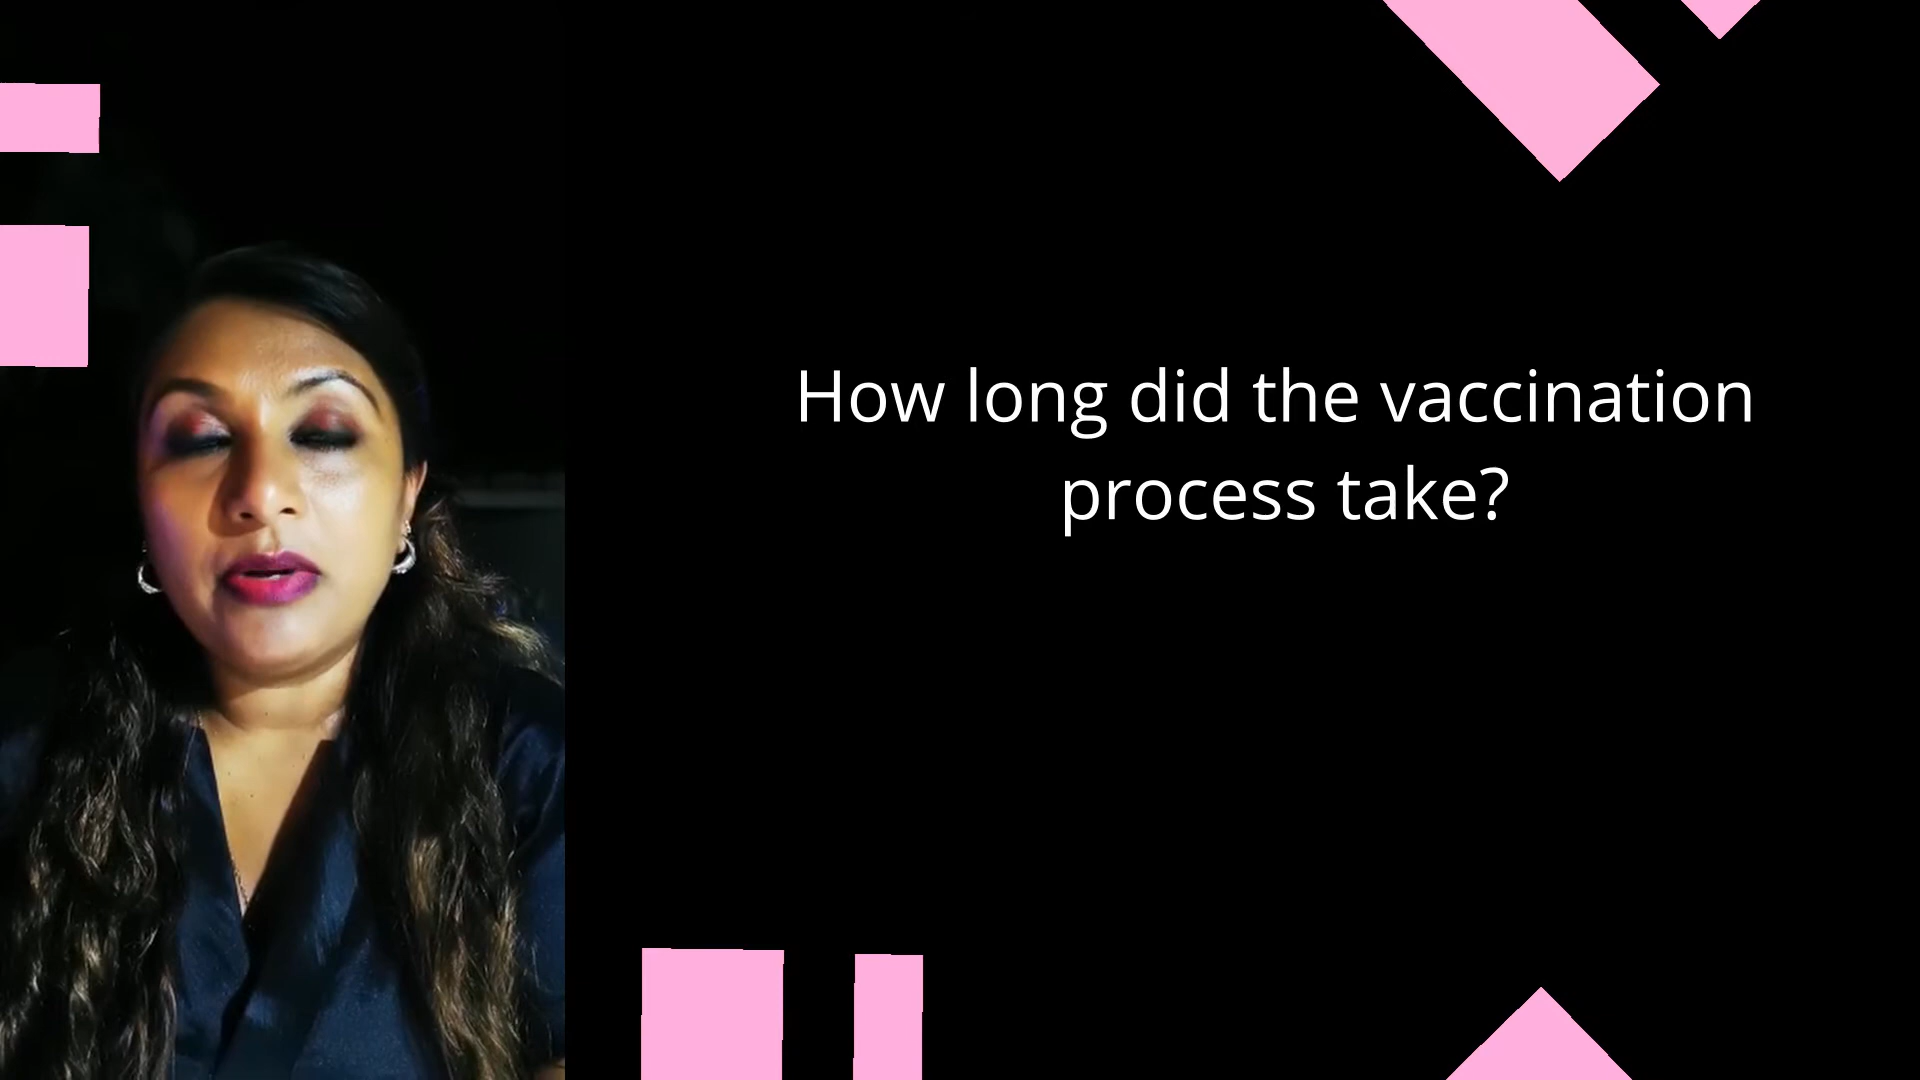 How long did the vaccination
process take?